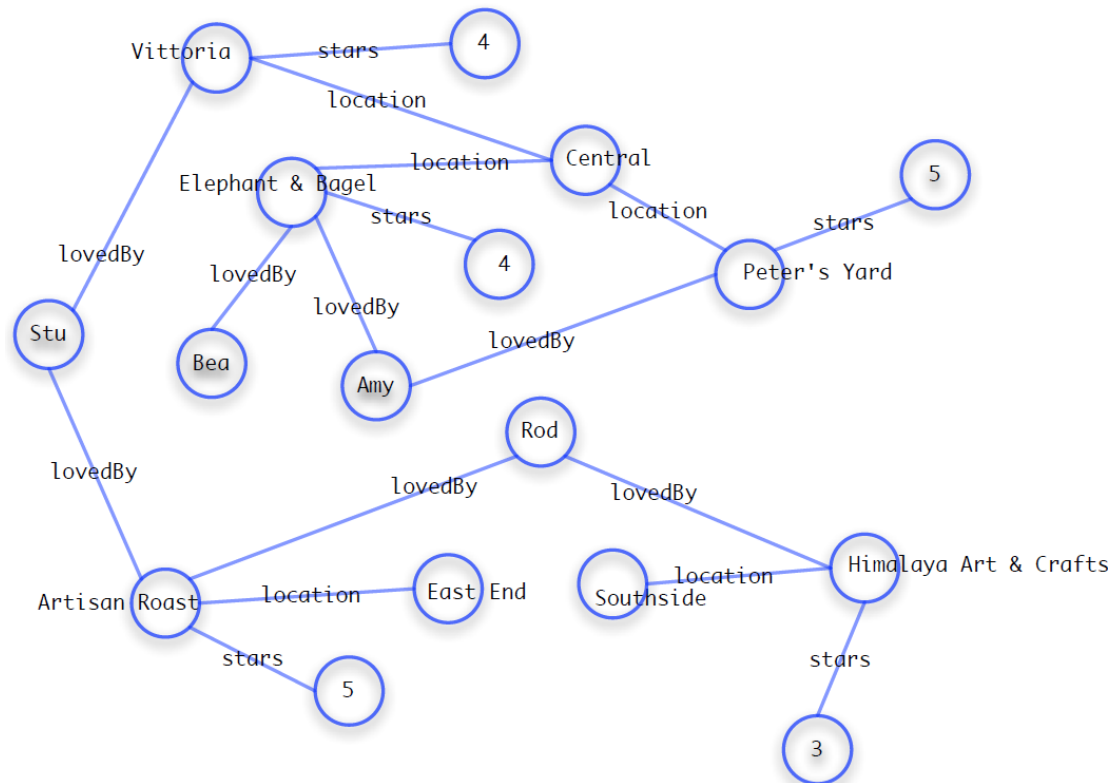 Vittoria
stars
4
location
location
Central
Elephant & Bagel
stars
location
5
stars
lovedBy
lovedBy
4
Peter's Yard
lovedBy
Stu
lovedBy
Bea
Amy
Rod
lovedBy
lovedBy
lovedBy
Himalaya Art & Crafts
location
Southside
location
East End
Artisan Roast
stars
stars
5
3